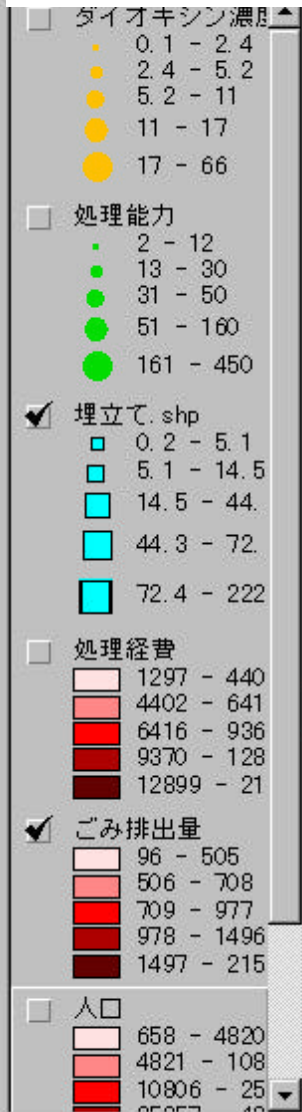 ダイオキシン濃度
0.1 - 2.4
2.4 - 5.2
5.2 - 11
11 - 17
17 - 66
処理能力
2 - 12
13 - 30
31 - 50
51 - 160
161 - 450
埋立て.shp
0.2 - 5.1
5.1 - 14.5
14.5 - 44.
44.3 - 72.
72.4 - 222
処理経費
1297 - 440
4402 - 641
6416 - 936
9370 - 128
12899 - 21
ごみ排出量
96 - 505
506 - 708
709 - 977
978 - 1496
1497 - 215
人口
658 - 4820
4821 - 108
10806 - 25